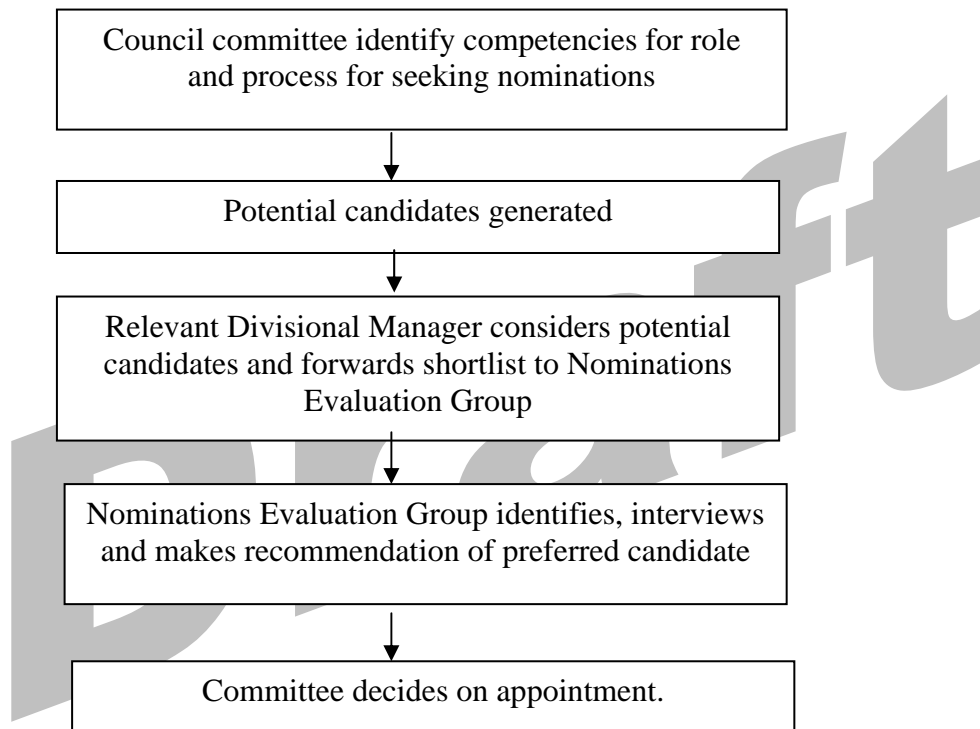 Council committee identify competencies for role
and process for seeking nominations
Potential candidates generated
Relevant Divisional Manager considers potential
candidates and forwards shortlist to Nominations
Evaluation Group
Nominations Evaluation Group identifies, interviews
and makes recommendation of preferred candidate
Committee decides on appointment.
Draft